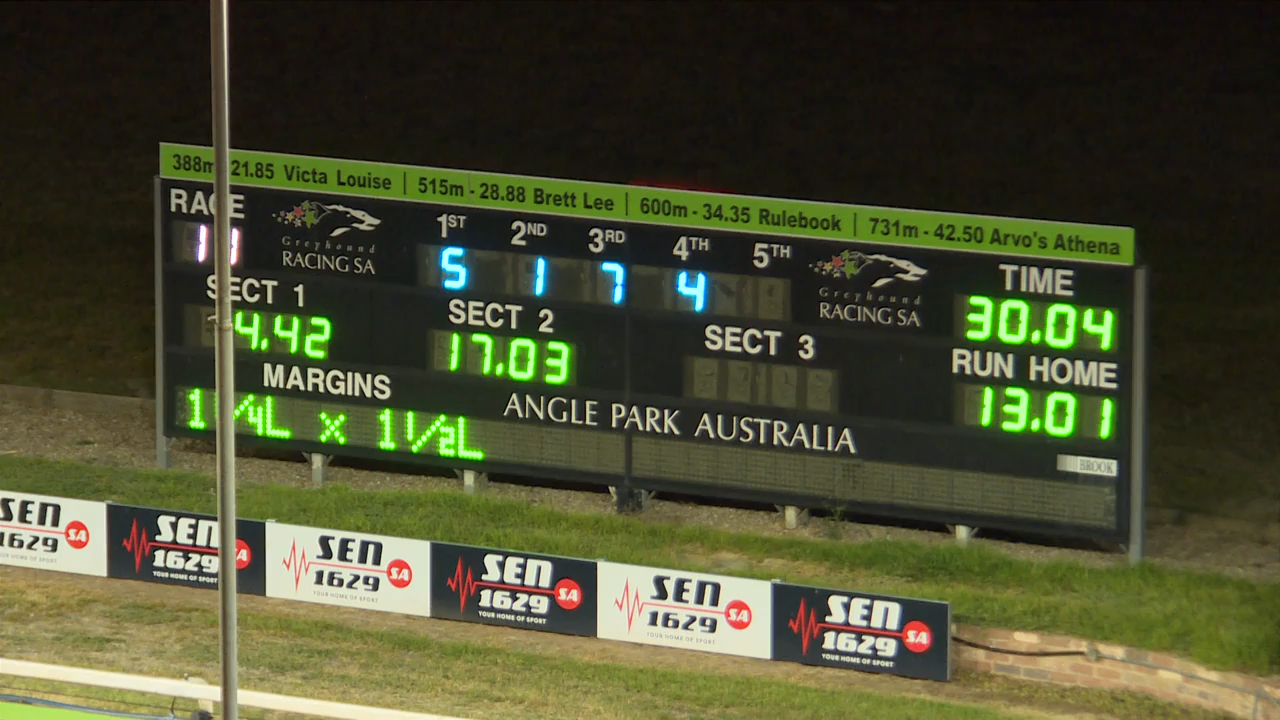 388m 21.85 Victa Louise | 515m - 28.88 Brett Lee | 600m - 34.35 Rulebook | 731m - 42.50 Arvo's Athena
RACE
11
Greyhound
RACING SA
1ST 2ND 3RD 4TH 5TH
5 1 7 4
Greyhound
RACING SA
TIME
30.04
SECT 1
4.42
SECT 2
17.03
SECT 3
RUN HOME
13.01
MARGINS
1 1/4L x 1 1/2L
ANGLE PARK AUSTRALIA
BROOK
SEN
1629
SA
YOUR HOME OF SPORT
SEN
1629
SA
YOUR HOME OF SPORT
SEN
1629
SA
YOUR HOME OF SPORT
SEN
1629
SA
YOUR HOME OF SPORT
SEN
1629
SA
YOUR HOME OF SPORT
SEN
1629
SA
YOUR HOME OF SPORT